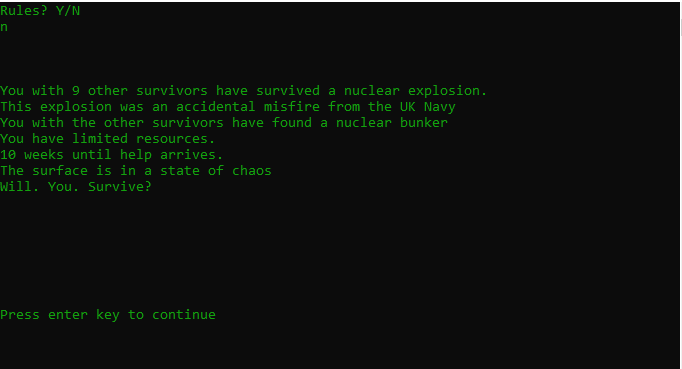 Rules? Y/N
n
You with 9 other survivors have survived a nuclear explosion.
This explosion was an accidental misfire from the UK Navy
You with the other survivors have found a nuclear bunker
You have limited resources.
10 weeks until help arrives.
The surface is in a state of chaos
Will. You. Survive?
Press enter key to continue